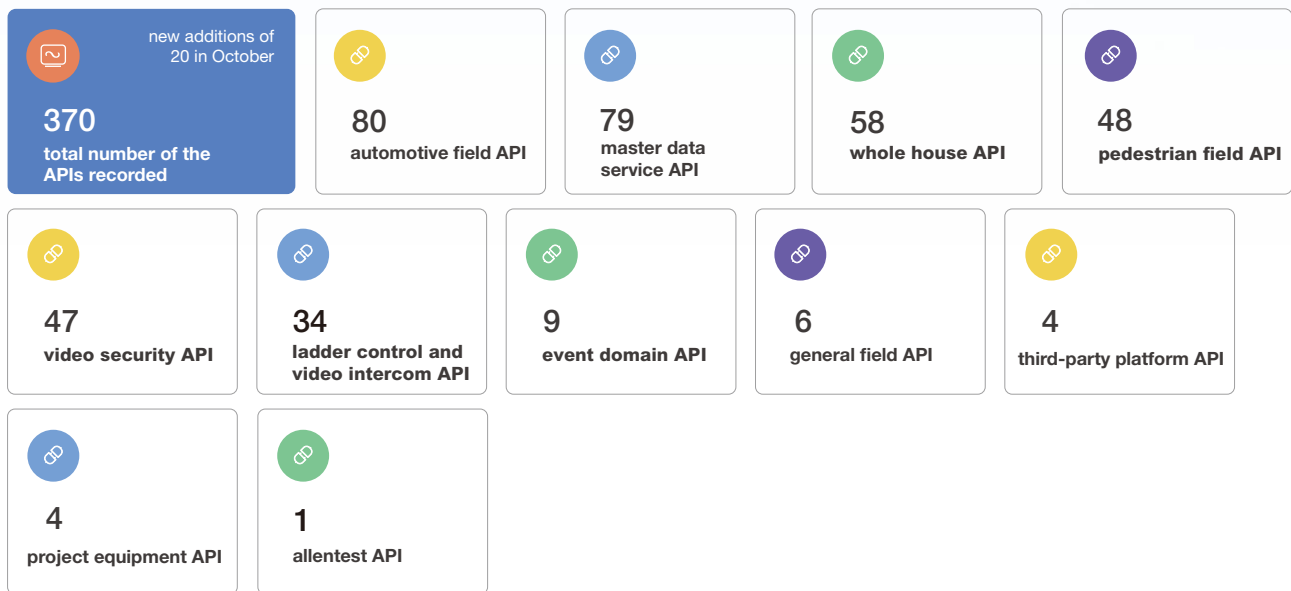 new additions of
20 in October
370
total number of the
APIs recorded
80
automotive field API
79
master data
service API
58
whole house API
48
pedestrian field API
47
video security API
34
ladder control and
video intercom API
9
event domain API
6
general field API
4
third-party platform API
4
project equipment API
1
allentest API